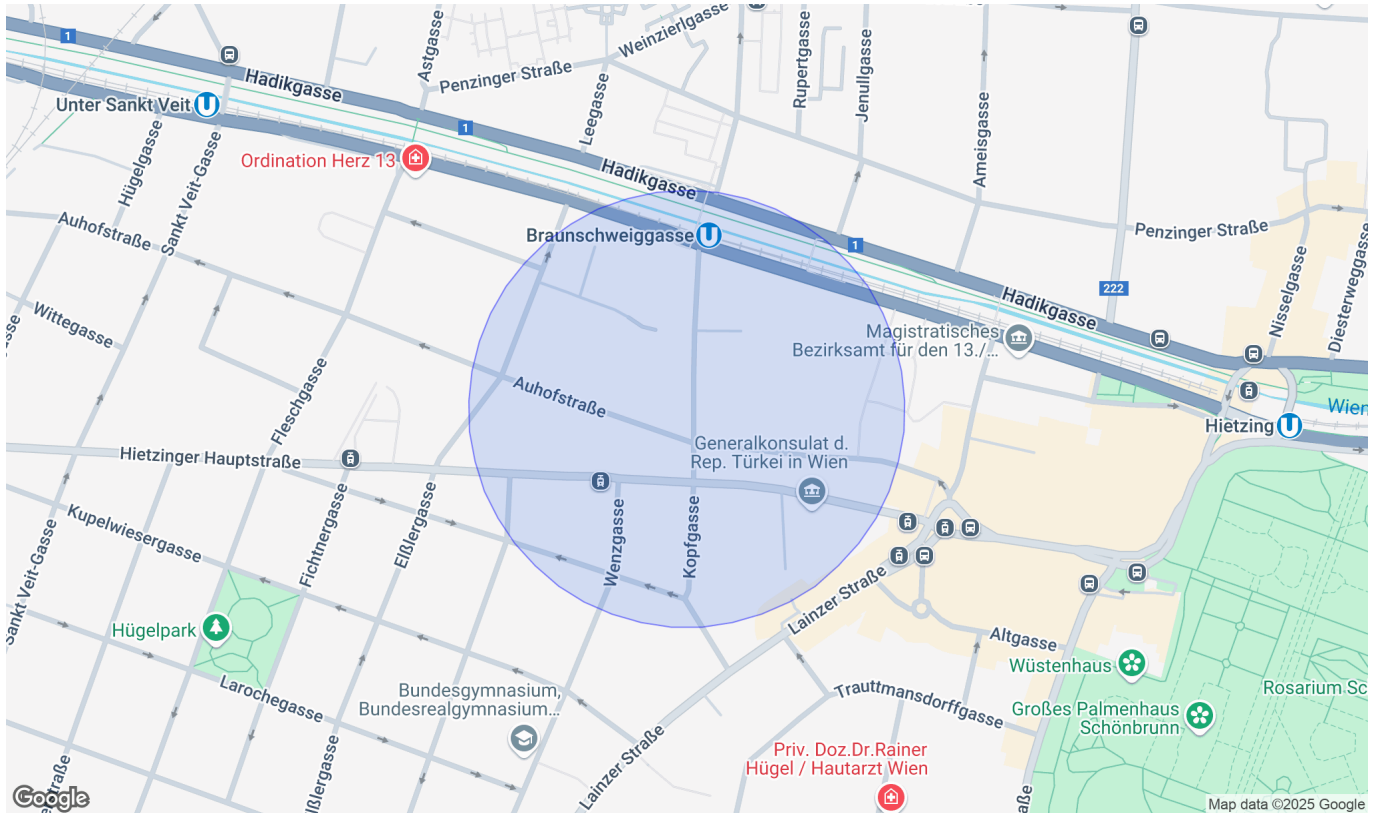 1
Astgasse
Weinzierlgasse
Penzinger Straße
Leegasse
Rupertgasse
Jenullgasse
Ameisgasse
Hadikgasse
Unter Sankt Veit
1
Ordination Herz 13
Hadikgasse
Hügelgasse
Sankt Veit-Gasse
Auhofstraße
Braunschweiggasse
1
Penzinger Straße
Nisselgasse
Diesterweggasse
222
Hadikgasse
Wittegasse
Magistratisches
Bezirksamt für den 13./...
Fleschgasse
Auhofstraße
Wien
Hietzing
Generalkonsulat d.
Rep. Türkei in Wien
Hietzinger Hauptstraße
Kupelwiesergasse
Fichtnergasse
Elßlergasse
Wenzgasse
Kopfgasse
Sankt Veit-Gasse
Lainzer Straße
Hügelpark
Altgasse
Wüstenhaus
Larochegasse
Bundesgymnasium,
Bundesrealgymnasium...
Trauttmansdorffgasse
Rosarium Sc
Großes Palmenhaus
Schönbrunn
Lainzer Straße
Priv. Doz.Dr.Rainer
Hügel / Hautarzt Wien
Google
Map data ©2025 Google